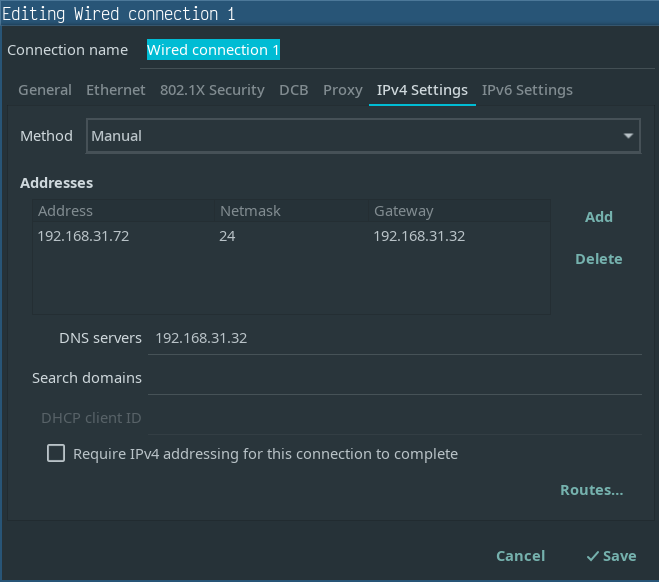 Editing Wired connection 1
Connection name Wired connection 1
General Ethernet 802.1X Security DCB Proxy IPv4 Settings IPv6 Settings
Method Manual
Addresses
Address Netmask Gateway
192.168.31.72 24 192.168.31.32
Add
Delete
DNS servers 192.168.31.32
Search domains
DHCP client ID
Require IPv4 addressing for this connection to complete
Routes...
Cancel Save